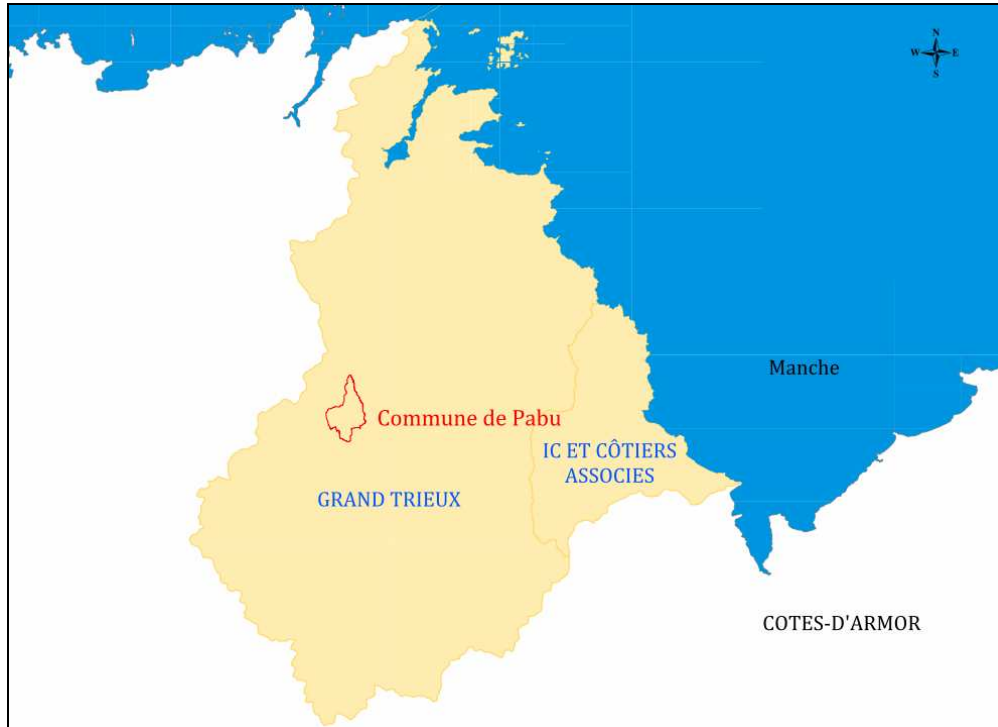 N
W E
S
Manche
Commune de Pabu
IC ET CÔTIERS
ASSOCIES
GRAND TRIEUX
COTES-D'ARMOR